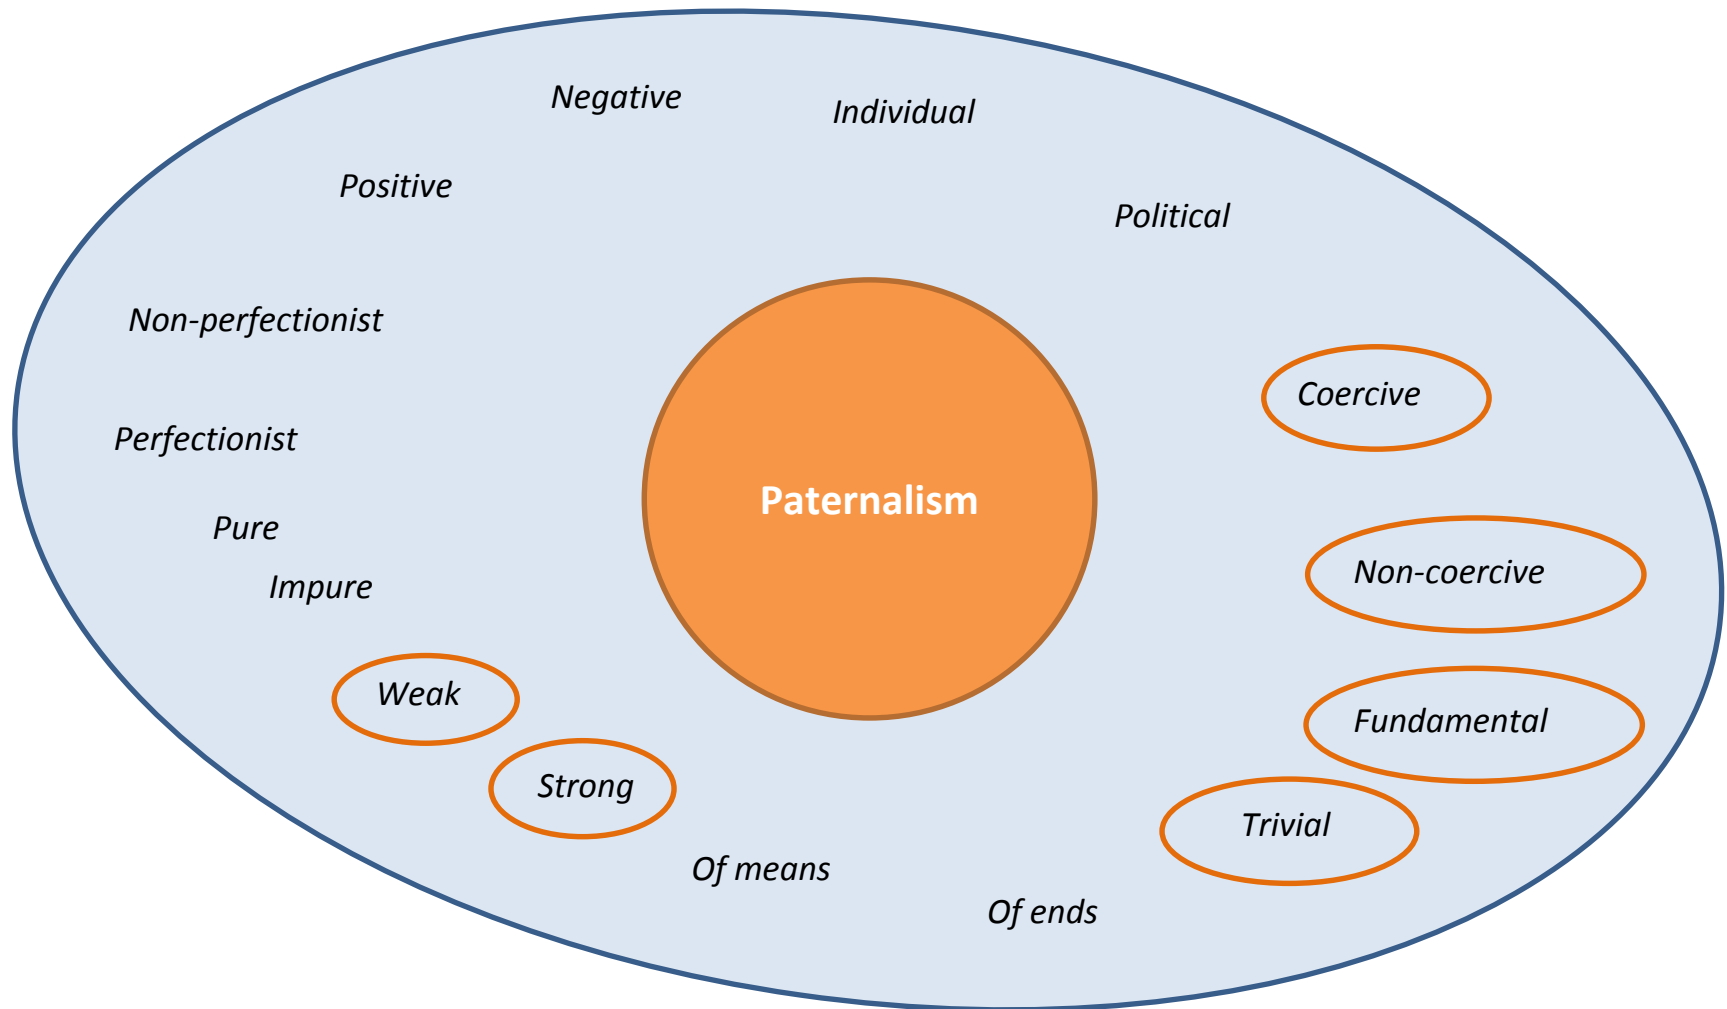 Negative
Individual
Positive
Political
Non-perfectionist
Coercive
Perfectionist
Paternalism
Pure
Non-coercive
Impure
Weak
Fundamental
Strong
Trivial
Of means
Of ends